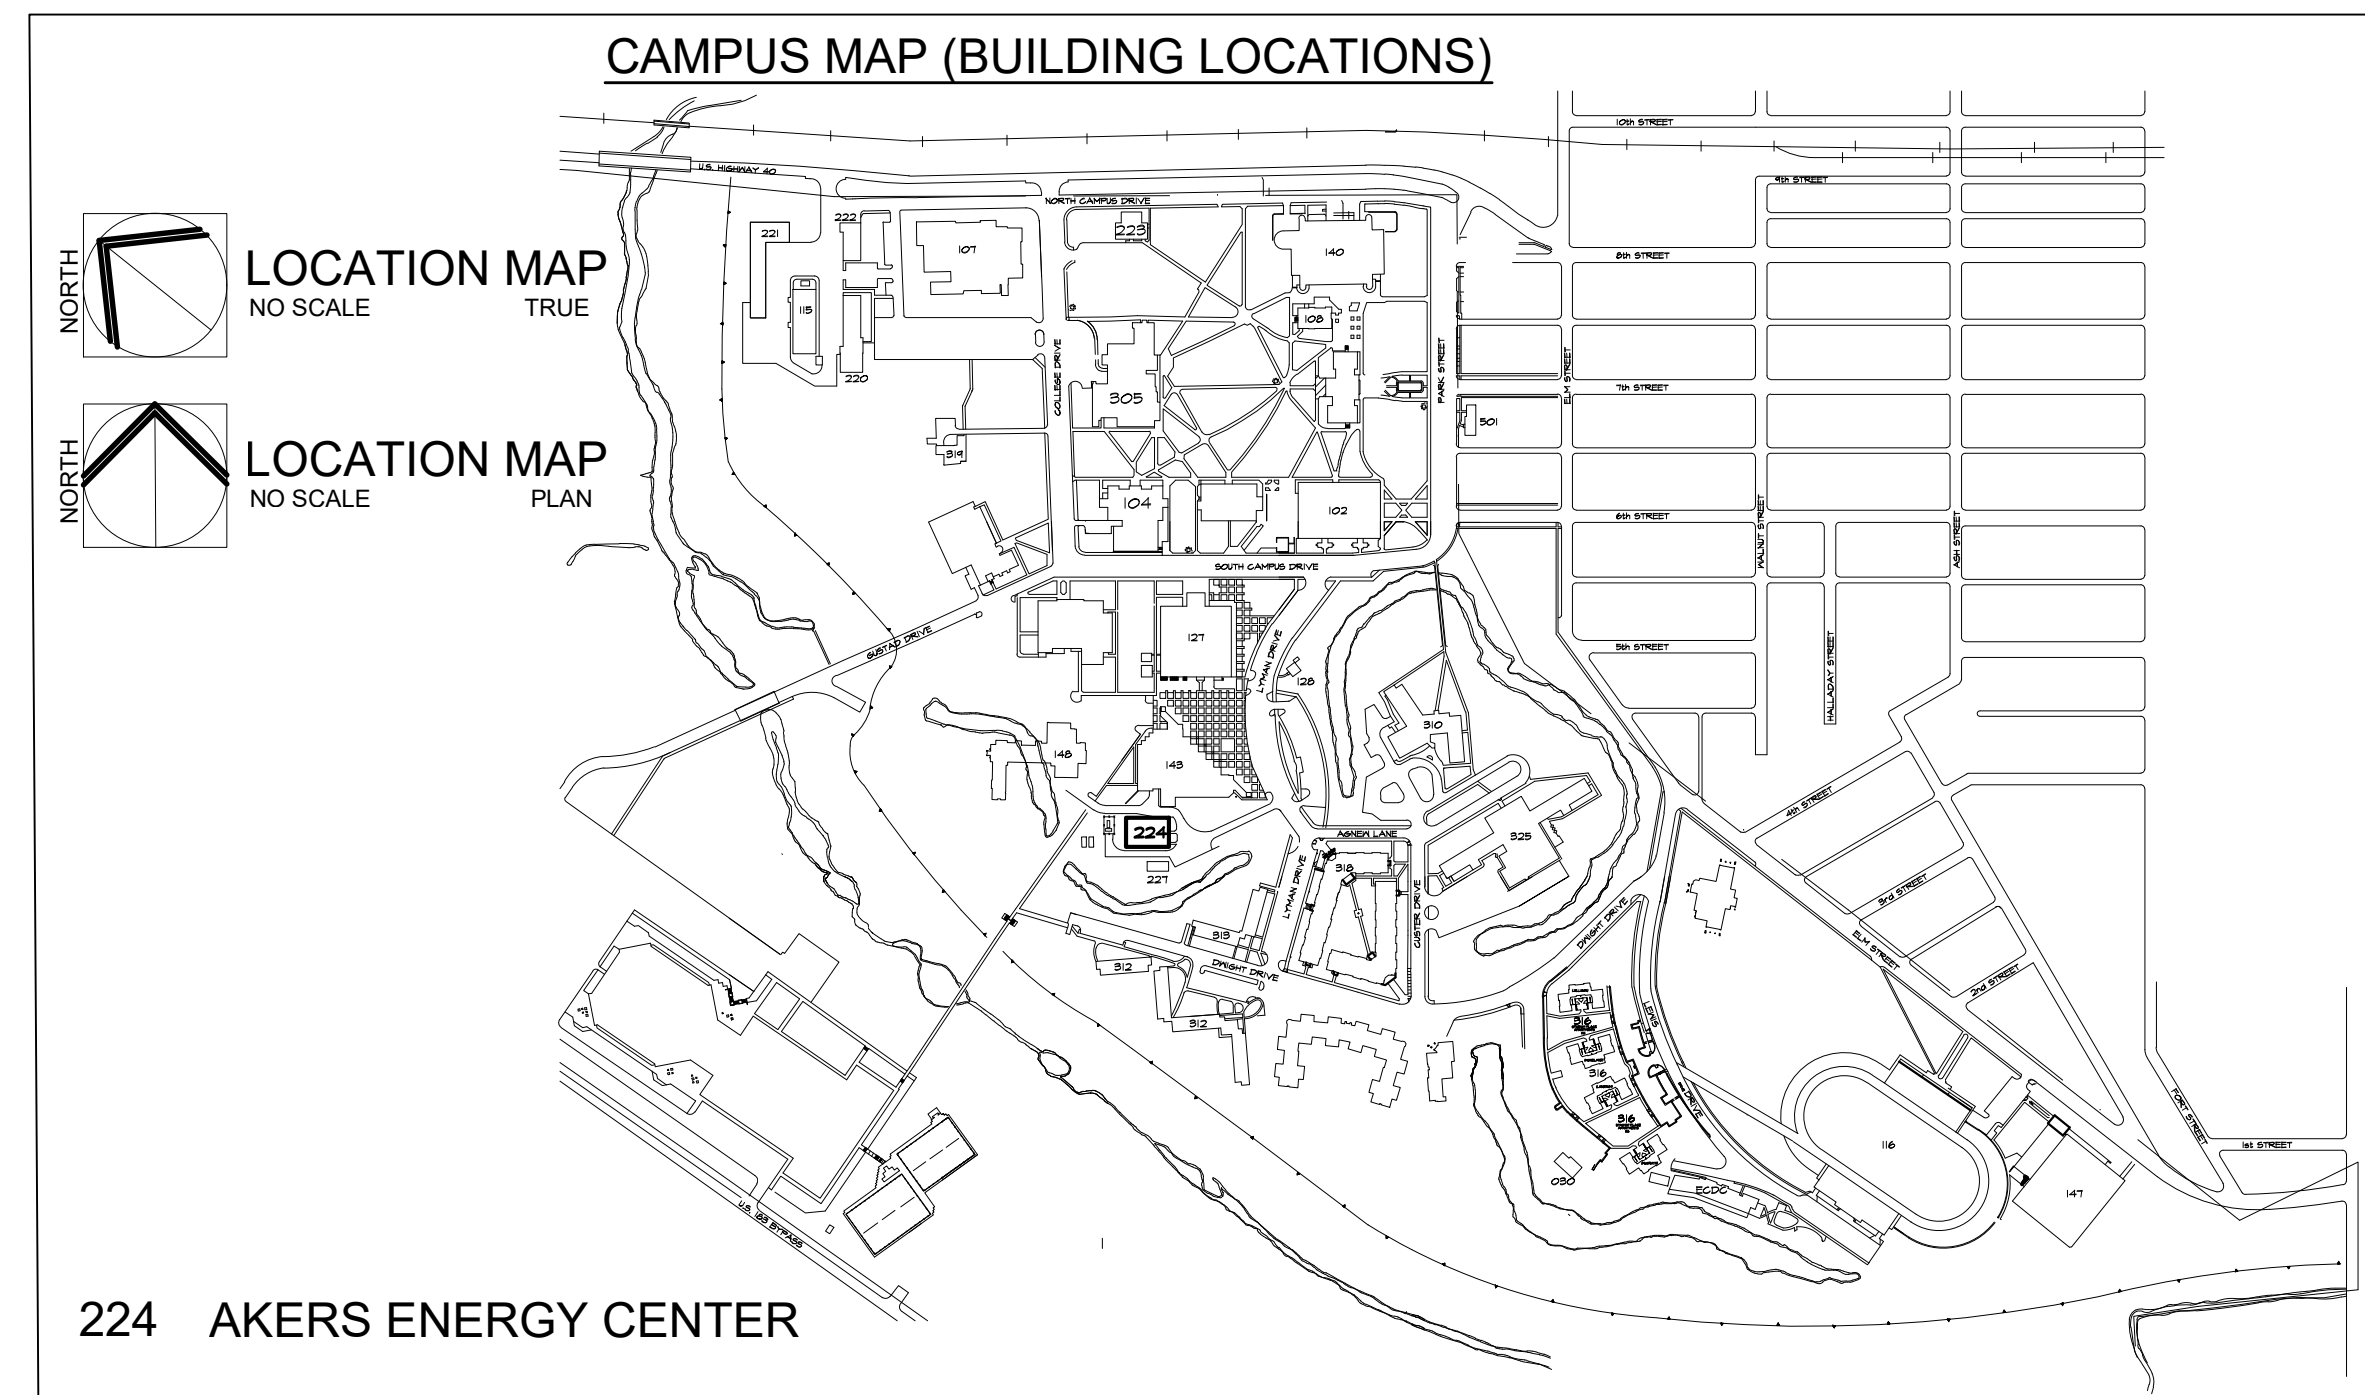 CAMPUS MAP (BUILDING LOCATIONS)
10th STREET
U.S. HIGHWAY 40
9th STREET
NORTH CAMPUS DRIVE
222
221
223
107
140
8th STREET
NORTH
LOCATION MAP
NO SCALE TRUE
115
108
220
COLLEGE DRIVE
305
PARK STREET
ELM STREET
7th STREET
501
319
NORTH
LOCATION MAP
NO SCALE PLAN
104
102
6th STREET
WALNUT STREET
ASH STREET
SOUTH CAMPUS DRIVE
GUSTAD DRIVE
127
LYMAN DRIVE
128
5th STREET
HALLADAY STREET
310
148
143
4th STREET
224
AGNEW LANE
325
227
318
LYMAN DRIVE
CUSTER DRIVE
3rd STREET
313
DWIGHT DRIVE
ELM STREET
312
DWIGHT DRIVE
2nd STREET
312
LEWIS
316
316
DRIVE
316
FORT STREET
116
1st STREET
030
ECDC
147
U.S. 183 BYPASS
224 AKERS ENERGY CENTER